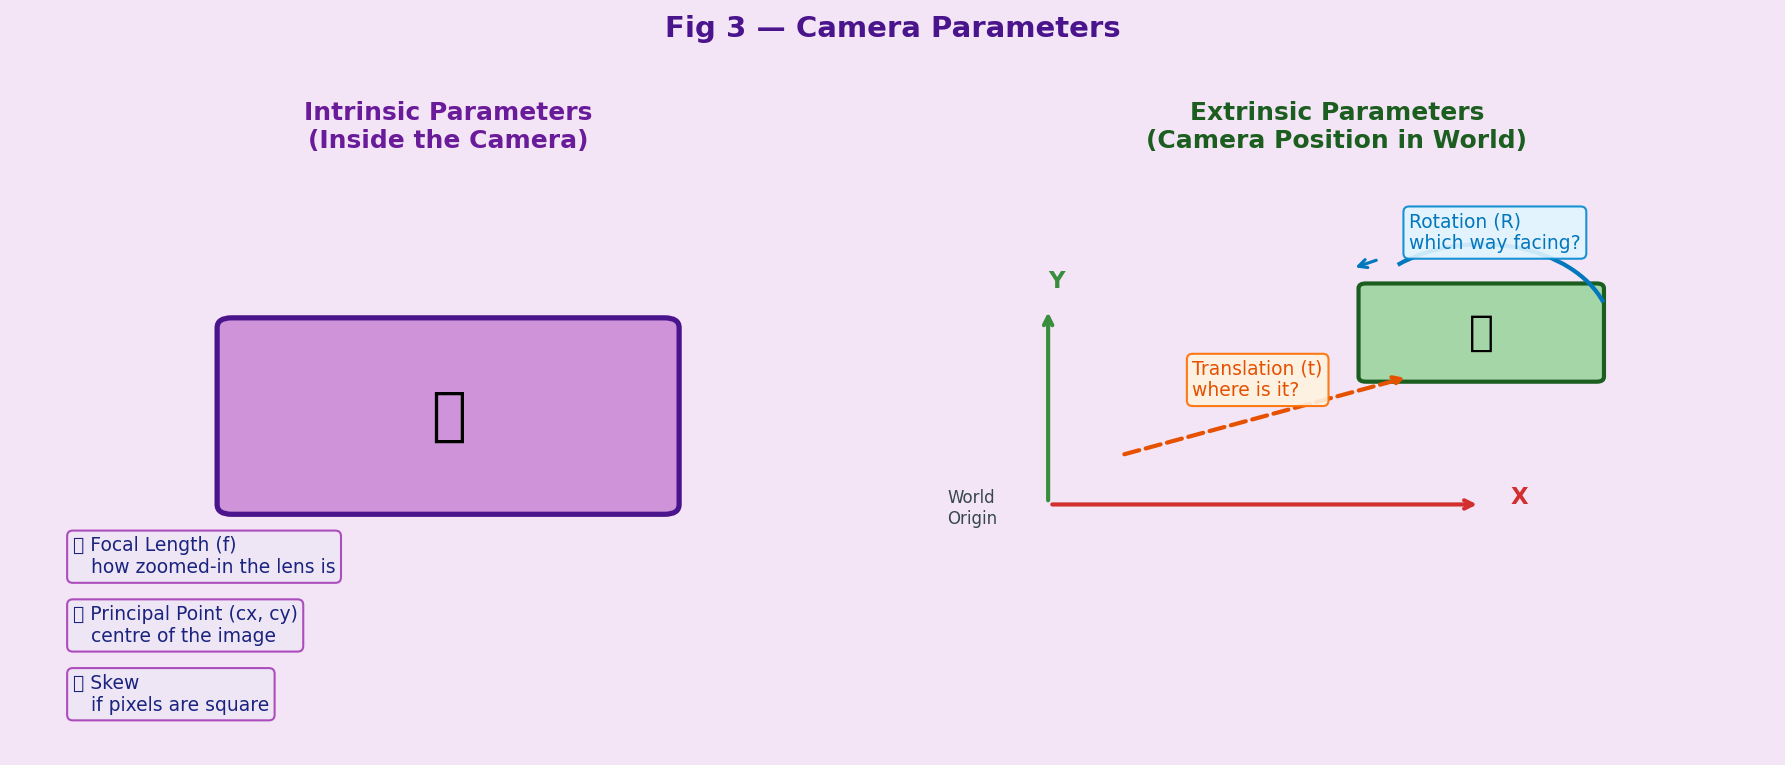 Fig 3 — Camera Parameters
Intrinsic Parameters
(Inside the Camera)
Focal Length (f)
how zoomed-in the lens is
Principal Point (cx, cy)
centre of the image
Skew
if pixels are square
Extrinsic Parameters
(Camera Position in World)
Rotation (R)
which way facing?
Y
Translation (t)
where is it?
World
Origin
X